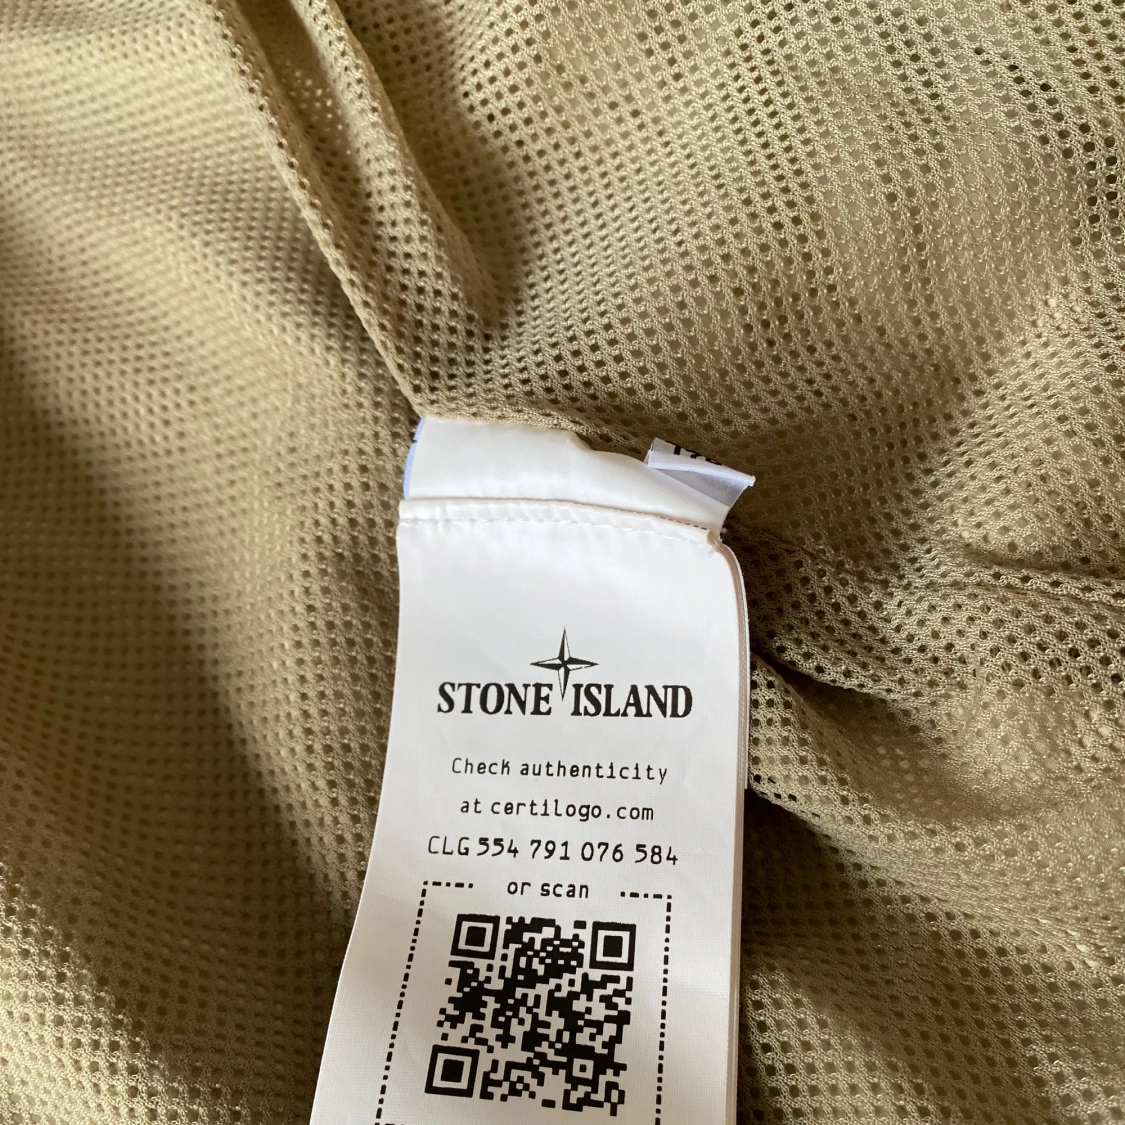 STONE ISLAND
Check authenticity
at certilogo.com
CLG 554 791 076 584
or scan